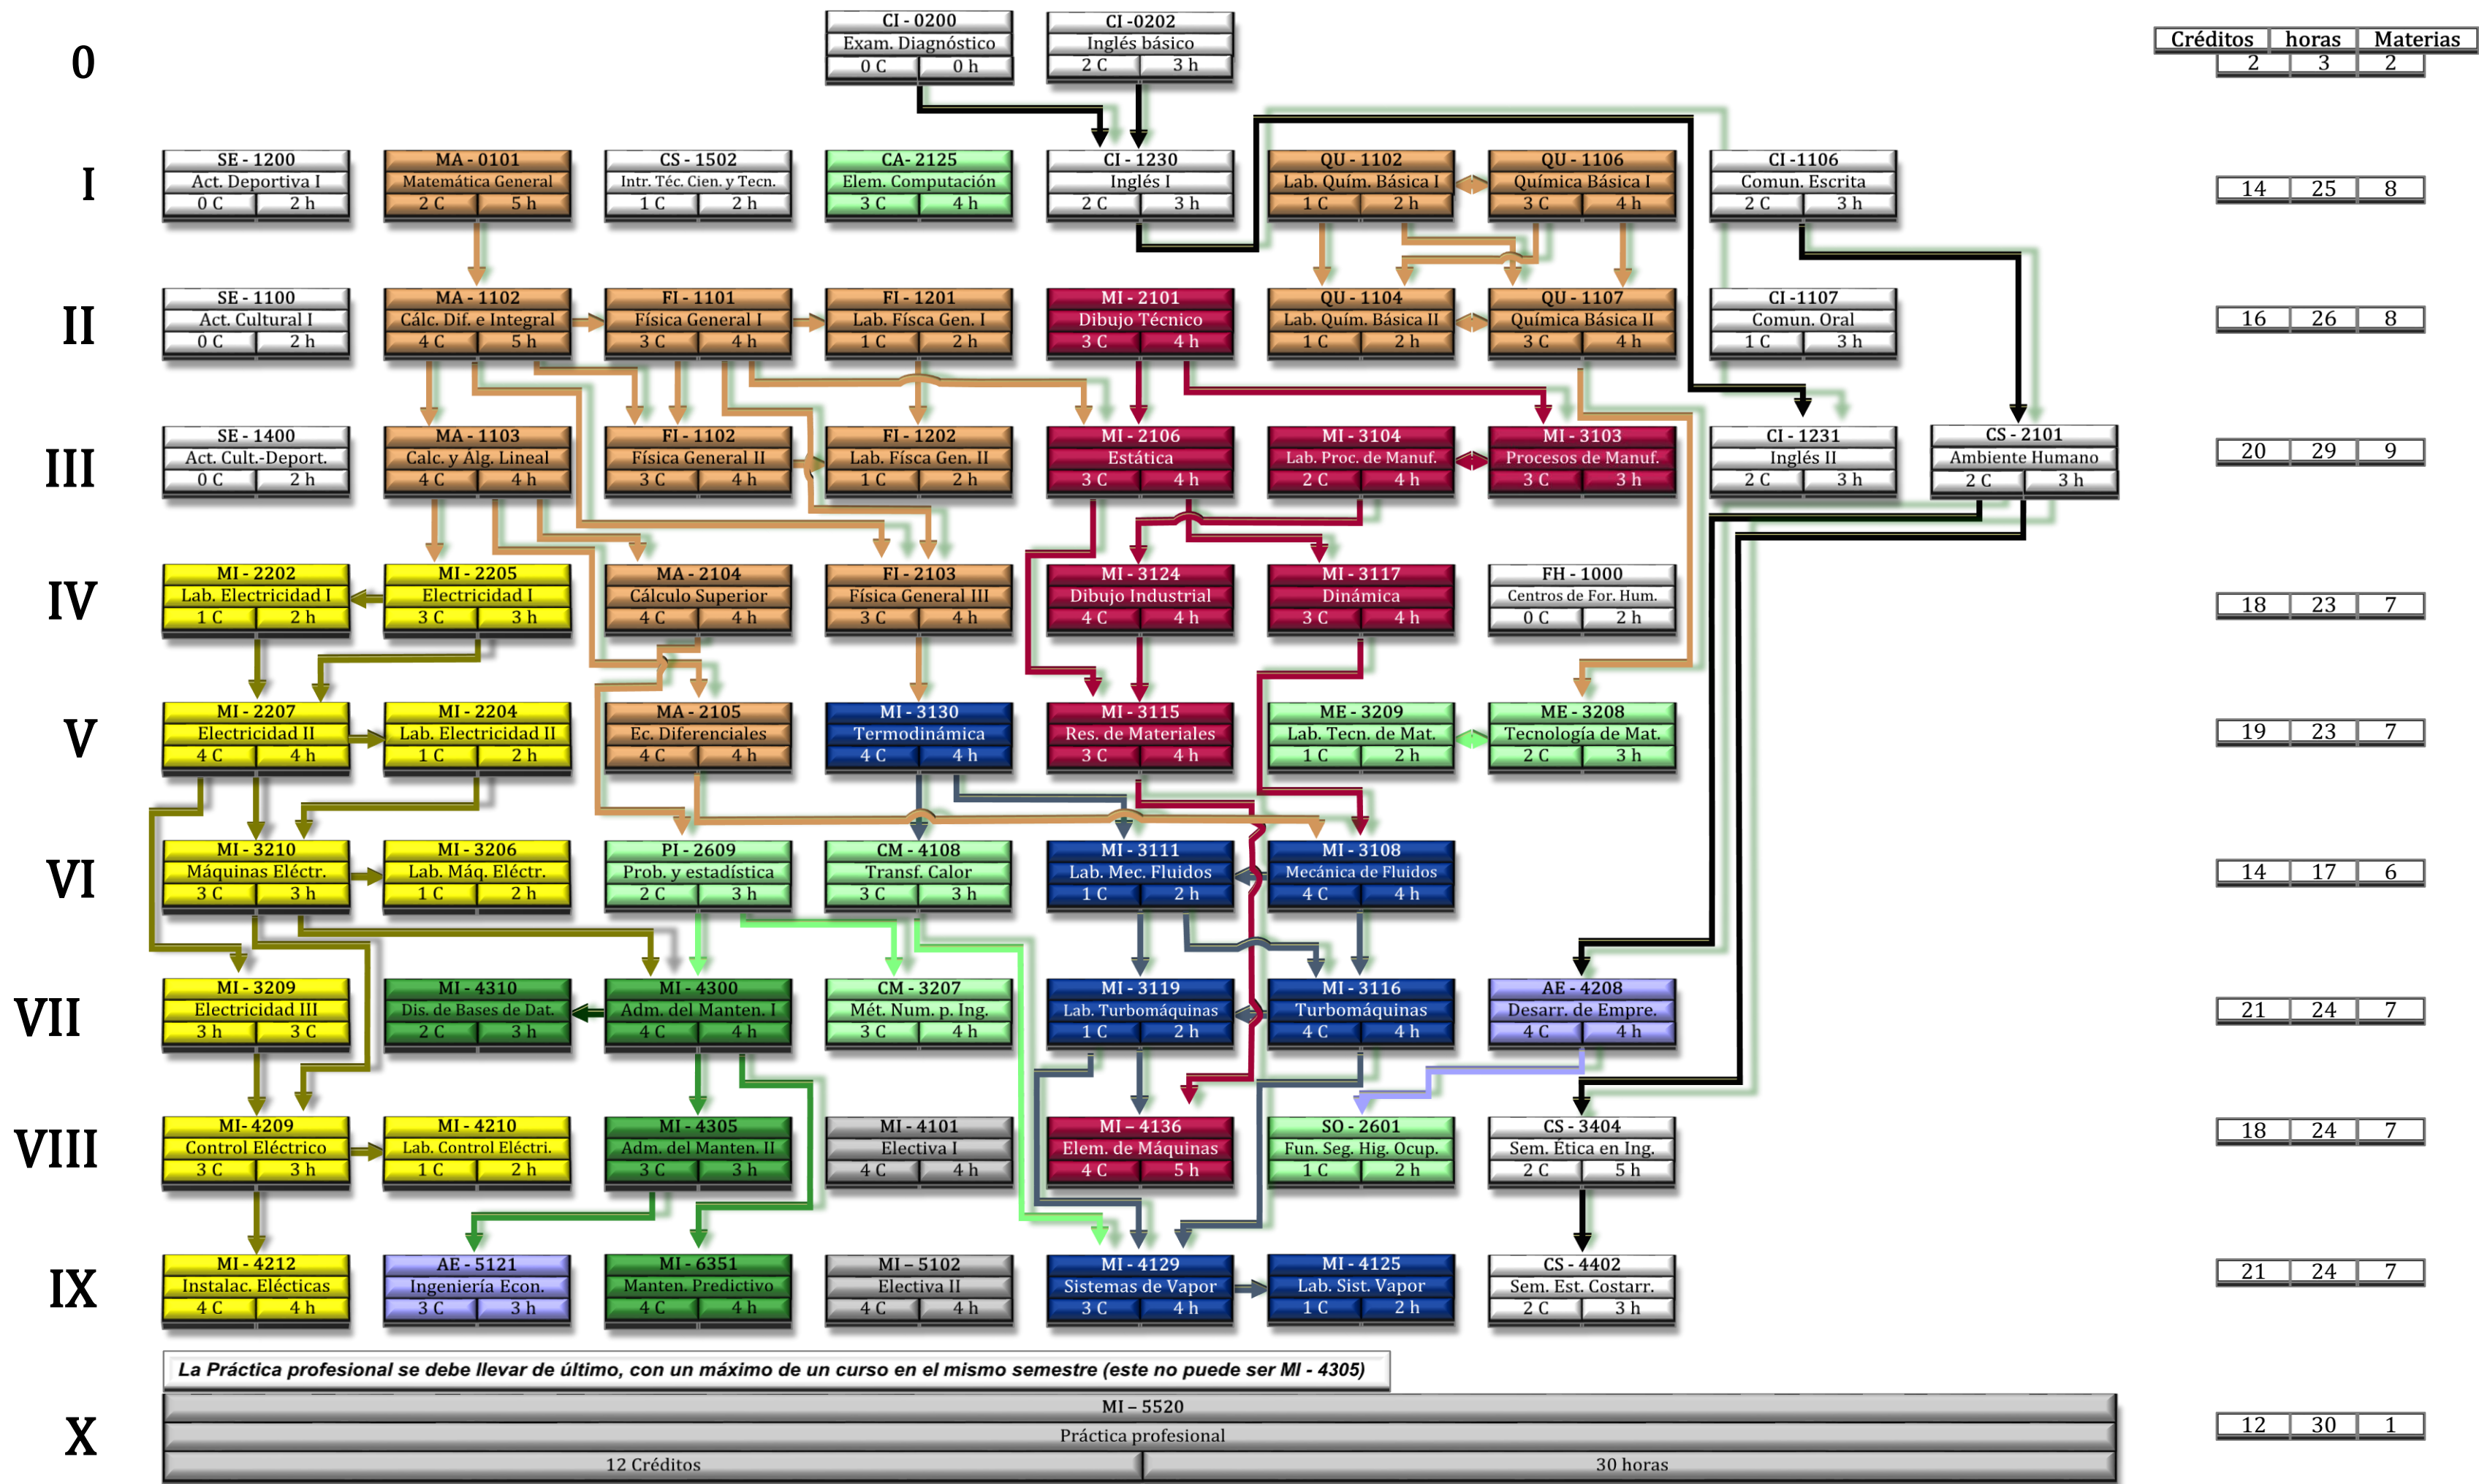 0
CI - 0200
Exam. Diagnóstico
0 C 0 h
CI -0202
Inglés básico
2 C 3 h
Créditos horas Materias
2 3 2
I
SE - 1200
Act. Deportiva I
0 C 2 h
MA - 0101
Matemática General
2 C 5 h
CS - 1502
Intr. Téc. Cien. y Tecn.
1 C 2 h
CA- 2125
Elem. Computación
3 C 4 h
CI - 1230
Inglés I
2 C 3 h
QU - 1102
Lab. Quím. Básica I
1 C 2 h
QU - 1106
Química Básica I
3 C 4 h
CI -1106
Comun. Escrita
2 C 3 h
14 25 8
II
SE - 1100
Act. Cultural I
0 C 2 h
MA - 1102
Cálc. Dif. e Integral
4 C 5 h
FI - 1101
Física General I
3 C 4 h
FI - 1201
Lab. Físca Gen. I
1 C 2 h
MI - 2101
Dibujo Técnico
3 C 4 h
QU - 1104
Lab. Quím. Básica II
1 C 2 h
QU - 1107
Química Básica II
3 C 4 h
CI -1107
Comun. Oral
1 C 3 h
16 26 8
III
SE - 1400
Act. Cult.-Deport.
0 C 2 h
MA - 1103
Calc. y Álg. Lineal
4 C 4 h
FI - 1102
Física General II
3 C 4 h
FI - 1202
Lab. Físca Gen. II
1 C 2 h
MI - 2106
Estática
3 C 4 h
MI - 3104
Lab. Proc. de Manuf.
2 C 4 h
MI - 3103
Procesos de Manuf.
3 C 3 h
CI - 1231
Inglés II
2 C 3 h
CS - 2101
Ambiente Humano
2 C 3 h
20 29 9
IV
MI - 2202
Lab. Electricidad I
1 C 2 h
MI - 2205
Electricidad I
3 C 3 h
MA - 2104
Cálculo Superior
4 C 4 h
FI - 2103
Física General III
3 C 4 h
MI - 3124
Dibujo Industrial
4 C 4 h
MI - 3117
Dinámica
3 C 4 h
FH - 1000
Centros de For. Hum.
0 C 2 h
18 23 7
V
MI - 2207
Electricidad II
4 C 4 h
MI - 2204
Lab. Electricidad II
1 C 2 h
MA - 2105
Ec. Diferenciales
4 C 4 h
MI - 3130
Termodinámica
4 C 4 h
MI - 3115
Res. de Materiales
3 C 4 h
ME - 3209
Lab. Tecn. de Mat.
1 C 2 h
ME - 3208
Tecnología de Mat.
2 C 3 h
19 23 7
VI
MI - 3210
Máquinas Eléctr.
3 C 3 h
MI - 3206
Lab. Máq. Eléctr.
1 C 2 h
PI - 2609
Prob. y estadística
2 C 3 h
CM - 4108
Transf. Calor
3 C 3 h
MI - 3111
Lab. Mec. Fluidos
1 C 2 h
MI - 3108
Mecánica de Fluidos
4 C 4 h
14 17 6
VII
MI - 3209
Electricidad III
3 h 3 C
MI - 4310
Dis. de Bases de Dat.
2 C 3 h
MI - 4300
Adm. del Manten. I
4 C 4 h
CM - 3207
Mét. Num. p. Ing.
3 C 4 h
MI - 3119
Lab. Turbomáquinas
1 C 2 h
MI - 3116
Turbomáquinas
4 C 4 h
AE - 4208
Desarr. de Empre.
4 C 4 h
21 24 7
VIII
MI- 4209
Control Eléctrico
3 C 3 h
MI - 4210
Lab. Control Eléctri.
1 C 2 h
MI - 4305
Adm. del Manten. II
3 C 3 h
MI - 4101
Electiva I
4 C 4 h
MI – 4136
Elem. de Máquinas
4 C 5 h
SO - 2601
Fun. Seg. Hig. Ocup.
1 C 2 h
CS - 3404
Sem. Ética en Ing.
2 C 5 h
18 24 7
IX
MI - 4212
Instalac. Elécticas
4 C 4 h
AE - 5121
Ingeniería Econ.
3 C 3 h
MI - 6351
Manten. Predictivo
4 C 4 h
MI – 5102
Electiva II
4 C 4 h
MI - 4129
Sistemas de Vapor
3 C 4 h
MI - 4125
Lab. Sist. Vapor
1 C 2 h
CS - 4402
Sem. Est. Costarr.
2 C 3 h
21 24 7
La Práctica profesional se debe llevar de último, con un máximo de un curso en el mismo semestre (este no puede ser MI - 4305)
X
MI – 5520
Práctica profesional
12 Créditos 30 horas
12 30 1